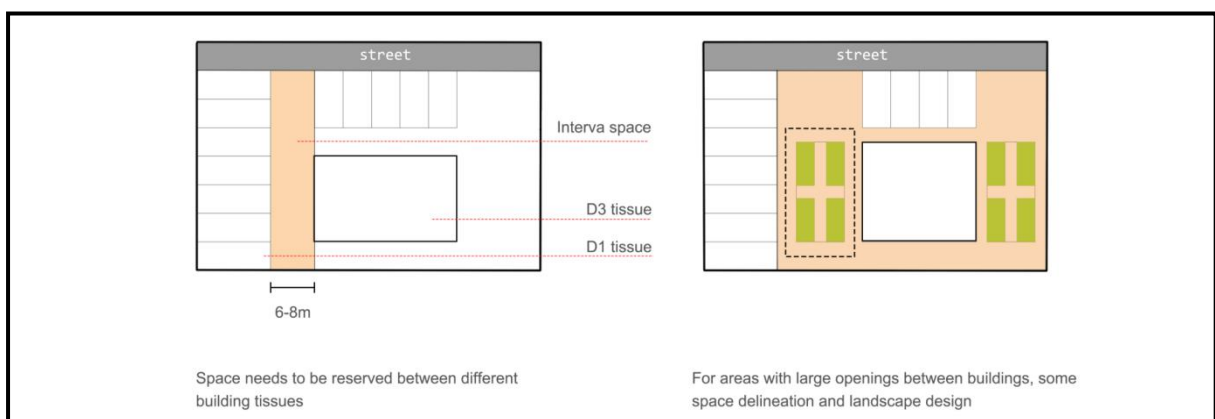 street
street
Interva space
D3 tissue
D1 tissue
6-8m
Space needs to be reserved between different
building tissues
For areas with large openings between buildings, some
space delineation and landscape design